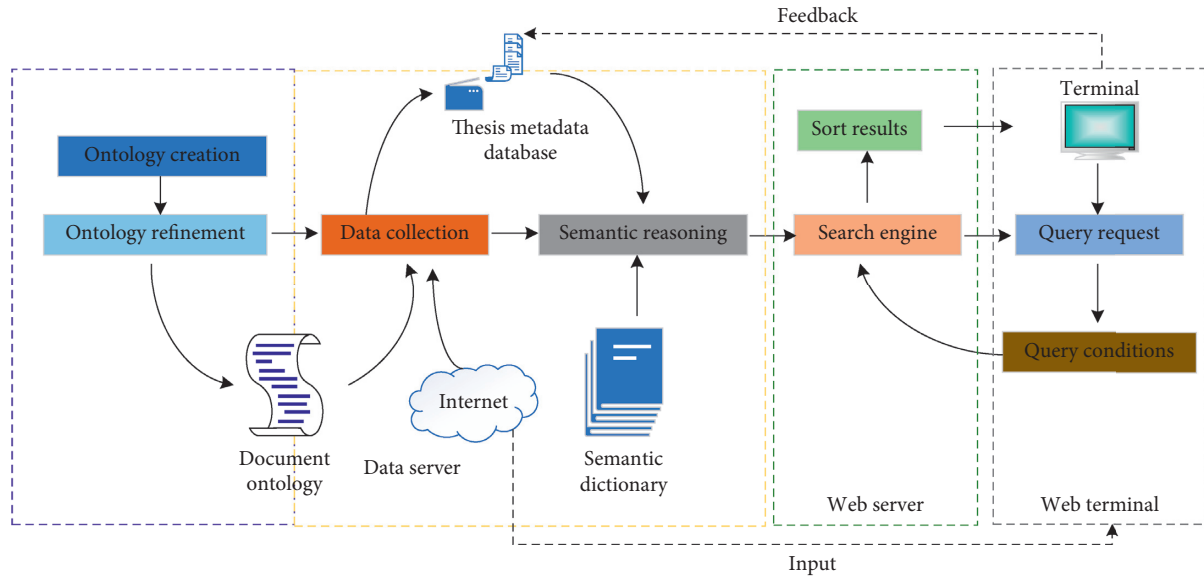 Feedback
Terminal
Thesis metadata
database
Sort results
Ontology creation
Ontology refinement
Data collection
Semantic reasoning
Search engine
Query request
Query conditions
Internet
Document
ontology
Data server
Semantic
dictionary
Web server
Web terminal
Input